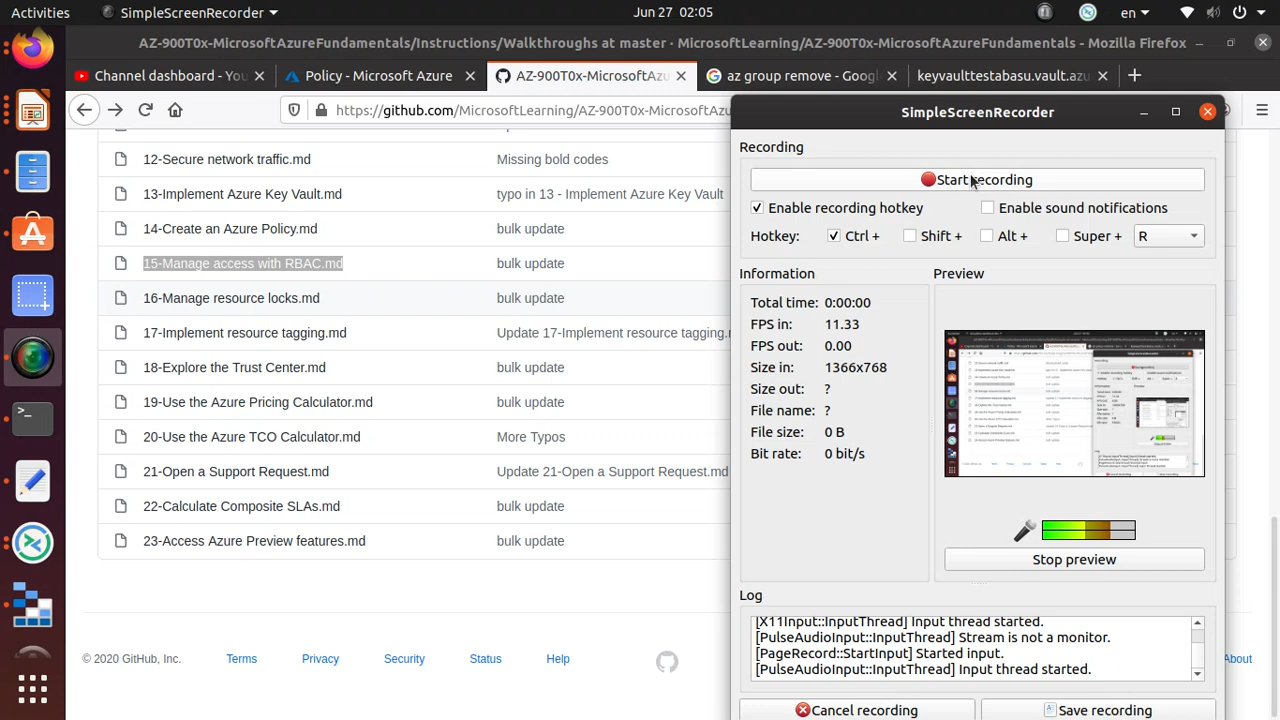 Activities
SimpleScreenRecorder
Jun 27 02:05
en
AZ-900T0x-MicrosoftAzureFundamentals/Instructions/Walkthroughs at master · MicrosoftLearning/AZ-900T0x-MicrosoftAzureFundamentals - Mozilla Firefox
Channel dashboard - You
Policy - Microsoft Azure
AZ-900T0x-MicrosoftAzu
az group remove - Google
keyvaulttestabasu.vault.azu
https://github.com/MicrosoftLearning/AZ-900T0x-MicrosoftAzu
12-Secure network traffic.md
Missing bold codes
13-Implement Azure Key Vault.md
typo in 13 - Implement Azure Key Vault
14-Create an Azure Policy.md
bulk update
15-Manage access with RBAC.md
bulk update
16-Manage resource locks.md
bulk update
17-Implement resource tagging.md
Update 17-Implement resource tagging.m
18-Explore the Trust Center.md
bulk update
19-Use the Azure Pricing Calculator.md
bulk update
20-Use the Azure TCO Calculator.md
More Typos
21-Open a Support Request.md
Update 21-Open a Support Request.md
22-Calculate Composite SLAs.md
bulk update
23-Access Azure Preview features.md
bulk update
© 2020 GitHub, Inc.
Terms
Privacy
Security
Status
Help
About
SimpleScreenRecorder
Recording
Start recording
Enable recording hotkey
Enable sound notifications
Hotkey:
Ctrl +
Shift +
Alt +
Super +
R
Information
Total time: 0:00:00
FPS in: 11.33
FPS out: 0.00
Size in: 1366x768
Size out: ?
File name: ?
File size: 0 B
Bit rate: 0 bit/s
Preview
Stop preview
Log
[X11Input::InputThread] Input thread started.
[PulseAudioInput::InputThread] Stream is not a monitor.
[PageRecord::StartInput] Started input.
[PulseAudioInput::InputThread] Input thread started.
Cancel recording
Save recording